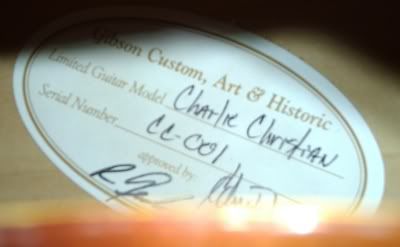 Gibson Custom, Art & Historic
Limited Guitar Model Charlie Christian
Serial Number CC-001
approved by: